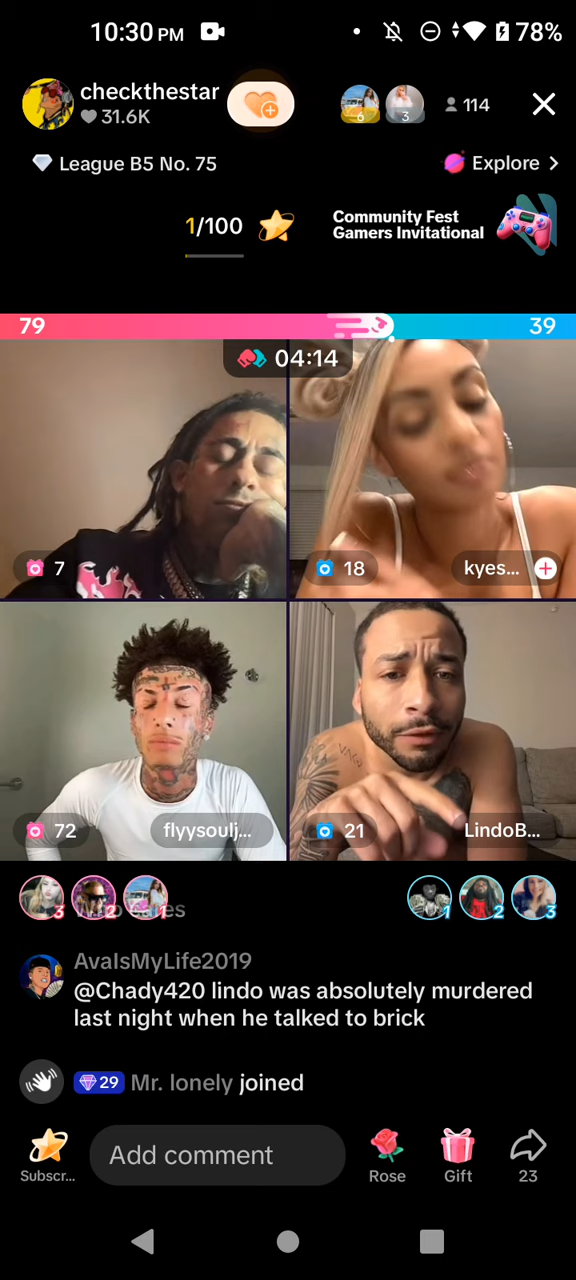 10:30 PM
78%
checkthestar
31.6K
6
3
114
League B5 No. 75
Explore >
1/100
Community Fest
Gamers Invitational
79
39
04:14
7
18
kyes...
72
flyysoulj...
21
LindoB...
3
2
1
1
2
3
Who cares
AvaIsMyLife2019
@Chady420 lindo was absolutely murdered
last night when he talked to brick
29 Mr. lonely joined
Subscr...
Add comment
Rose
Gift
23